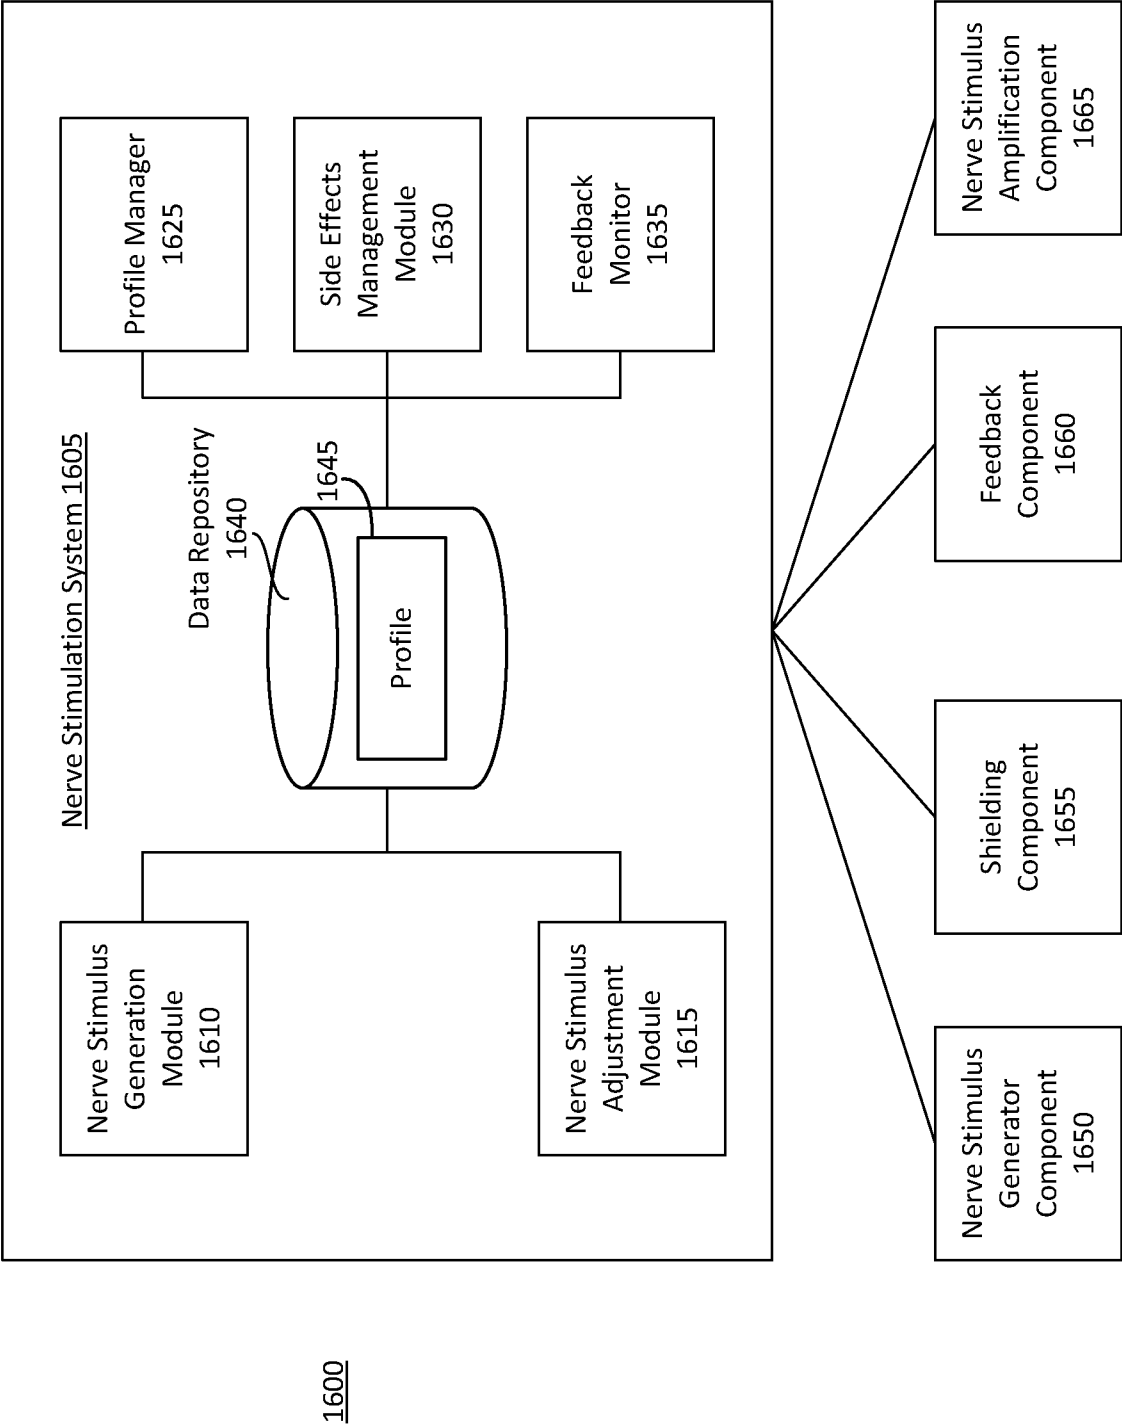 1600
Nerve Stimulation System 1605
Nerve Stimulus
Generation
Module
1610
Nerve Stimulus
Adjustment
Module
1615
Data Repository
1640
1645
Profile
Profile Manager
1625
Side Effects
Management
Module
1630
Feedback
Monitor
1635
Nerve Stimulus
Generator
Component
1650
Shielding
Component
1655
Feedback
Component
1660
Nerve Stimulus
Amplification
Component
1665